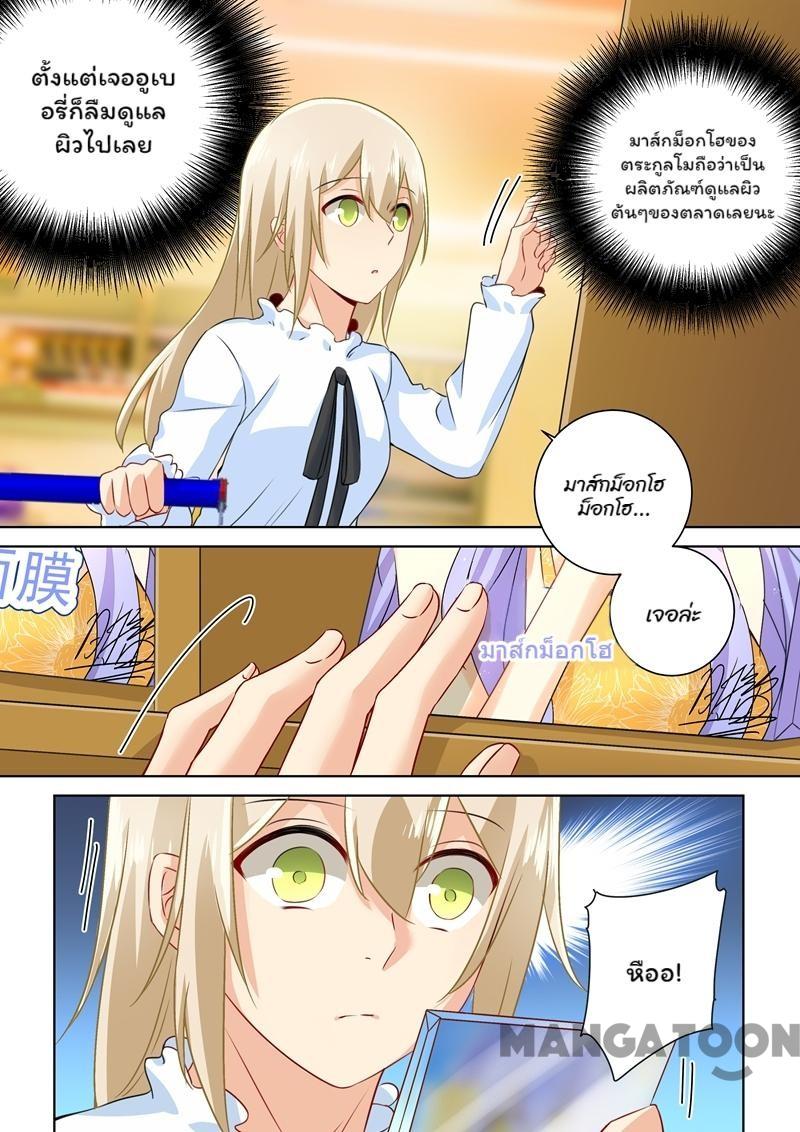 ตั้งแต่เจออูเบ
อรี่ก็ลืมดูแล
ผิวไปเลย
มาส์กม็อกโฮของ
ตระกูลโมถือว่าเป็น
ผลิตภัณฑ์ดูแลผิว
ต้นๆของตลาดเลยนะ
มาส์กม็อกโฮ
ม็อกโฮ...
เจอล่ะ
面膜
มาส์กม็อกโฮ
หืออ!
MANGATOON